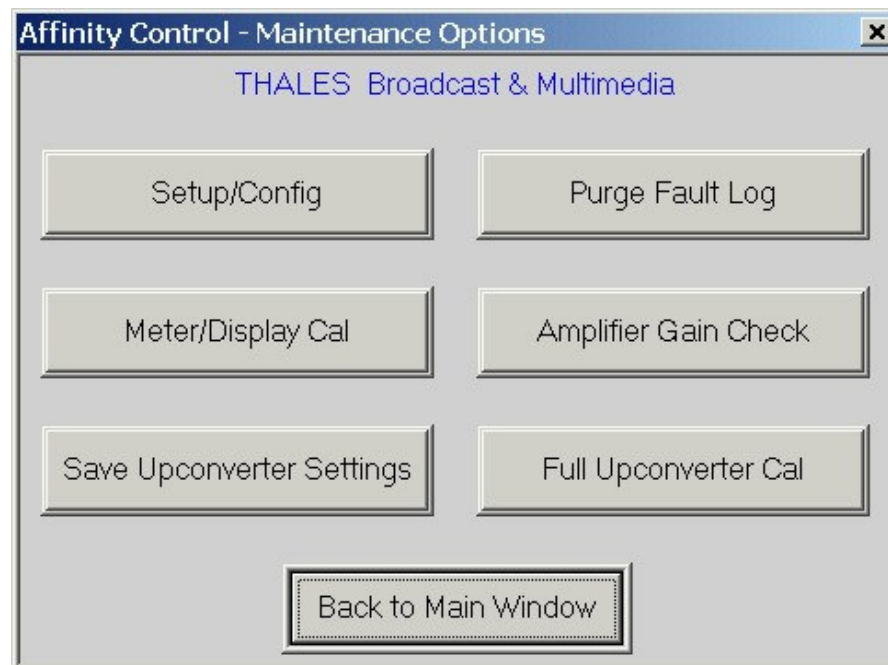 Affinity Control - Maintenance Options
THALES Broadcast & Multimedia
Setup/Config
Purge Fault Log
Meter/Display Cal
Amplifier Gain Check
Save Upconverter Settings
Full Upconverter Cal
Back to Main Window